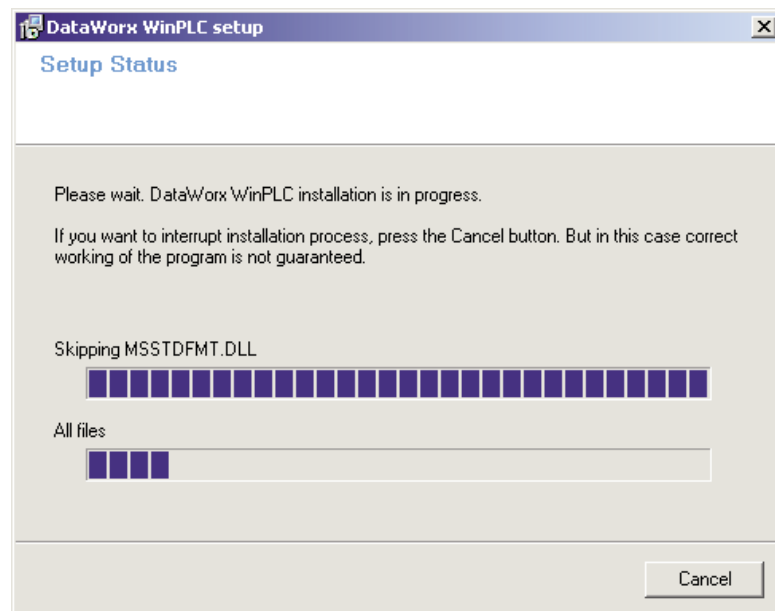 DataWorx WinPLC setup
Setup Status
Please wait. DataWorx WinPLC installation is in progress.
If you want to interrupt installation process, press the Cancel button. But in this case correct
working of the program is not guaranteed.
Skipping MSSTDFMT.DLL
All files
Cancel